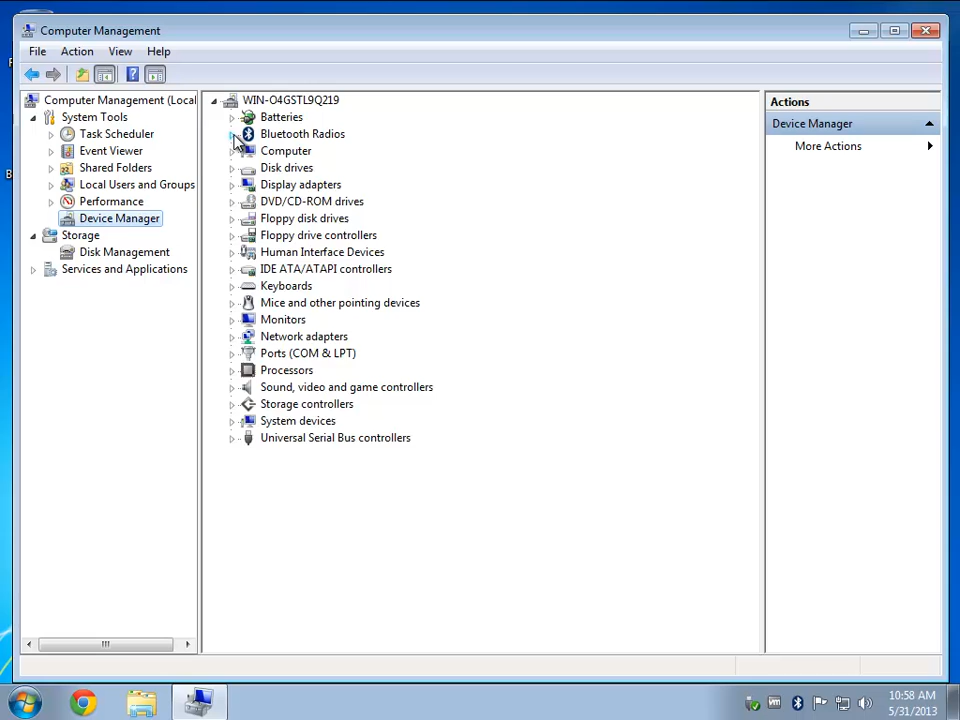 Computer Management
File Action View Help
Computer Management (Local
System Tools
Task Scheduler
Event Viewer
Shared Folders
Local Users and Groups
Performance
Device Manager
Storage
Disk Management
Services and Applications
WIN-O4GSTL9Q219
Batteries
Bluetooth Radios
Computer
Disk drives
Display adapters
DVD/CD-ROM drives
Floppy disk drives
Floppy drive controllers
Human Interface Devices
IDE ATA/ATAPI controllers
Keyboards
Mice and other pointing devices
Monitors
Network adapters
Ports (COM & LPT)
Processors
Sound, video and game controllers
Storage controllers
System devices
Universal Serial Bus controllers
Actions
Device Manager
More Actions
10:58 AM
5/31/2013